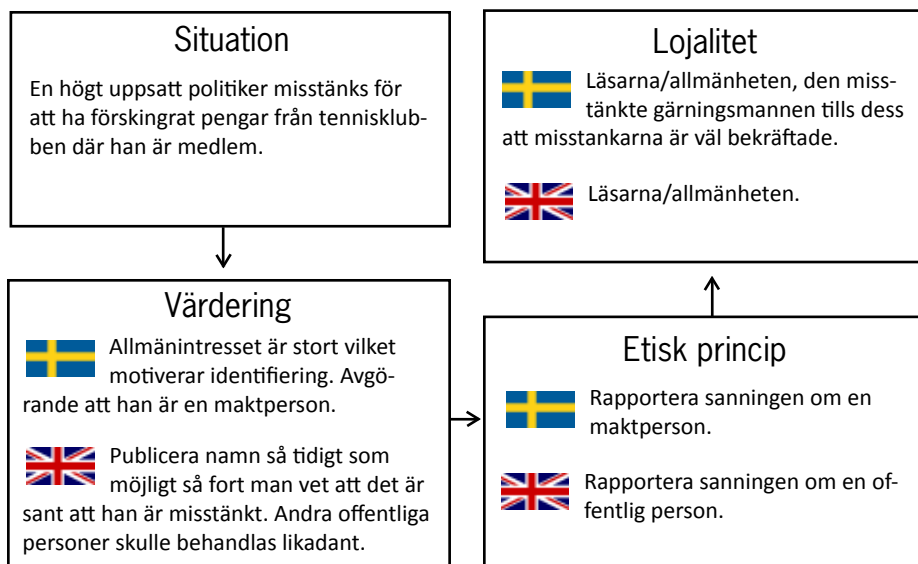 Situation
En högt uppsatt politiker misstänks för
att ha förskingrat pengar från tennisklub-
ben där han är medlem.
Värdering
Allmänintresset är stort vilket
motiverar identifiering. Avgö-
rande att han är en maktperson.
Publicera namn så tidigt som
möjligt så fort man vet att det är
sant att han är misstänkt. Andra offentliga
personer skulle behandlas likadant.
Etisk princip
Rapportera sanningen om en
maktperson.
Rapportera sanningen om en of-
fentlig person.
Lojalitet
Läsarna/allmänheten, den miss-
tänkte gärningsmannen tills dess
att misstankarna är väl bekräftade.
Läsarna/allmänheten.